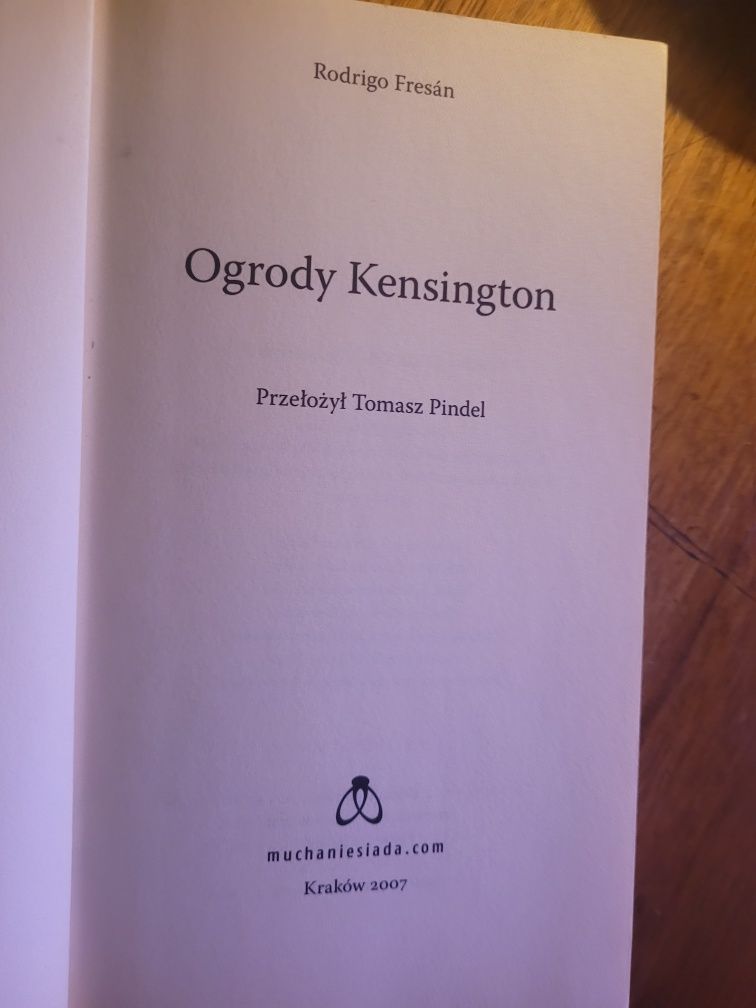 Rodrigo Fresán
Ogrody Kensington
Przełożył Tomasz Pindel
muchaniesiada.com
Kraków 2007